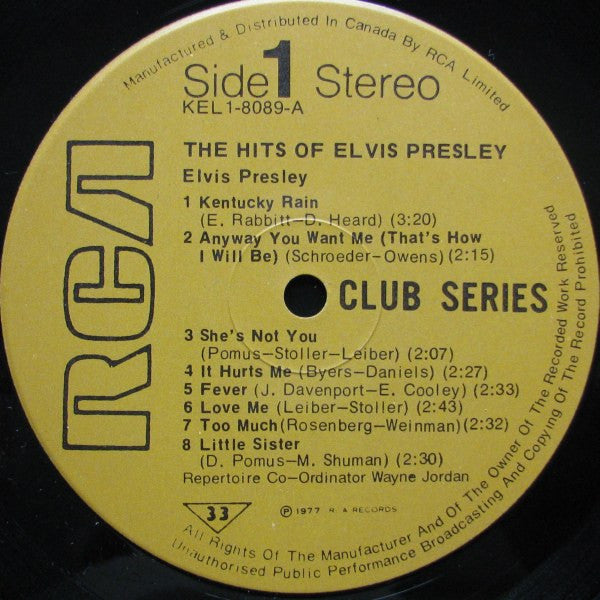 Manufactured & Distributed In Canada By RCA Limited
Side 1 Stereo
KEL1-8089-A
RCA
THE HITS OF ELVIS PRESLEY
Elvis Presley
1 Kentucky Rain
(E. Rabbitt-D. Heard) (3:20)
2 Anyway You Want Me (That's How
I Will Be) (Schroeder-Owens) (2:15)
CLUB SERIES
3 She's Not You
(Pomus-Stoller-Leiber) (2:07)
4 It Hurts Me (Byers-Daniels) (2:27)
5 Fever (J. Davenport-E. Cooley) (2:33)
6 Love Me (Leiber-Stoller) (2:43)
7 Too Much (Rosenberg-Weinman) (2:32)
8 Little Sister
(D. Pomus-M. Shuman) (2:30)
Repertoire Co-Ordinator Wayne Jordan
33
℗ 1977 RECORDS
All Rights Of The Manufacturer And Of The Owner Of The Recorded Work Reserved
Unauthorised Public Performance Broadcasting And Copying Of The Record Prohibited